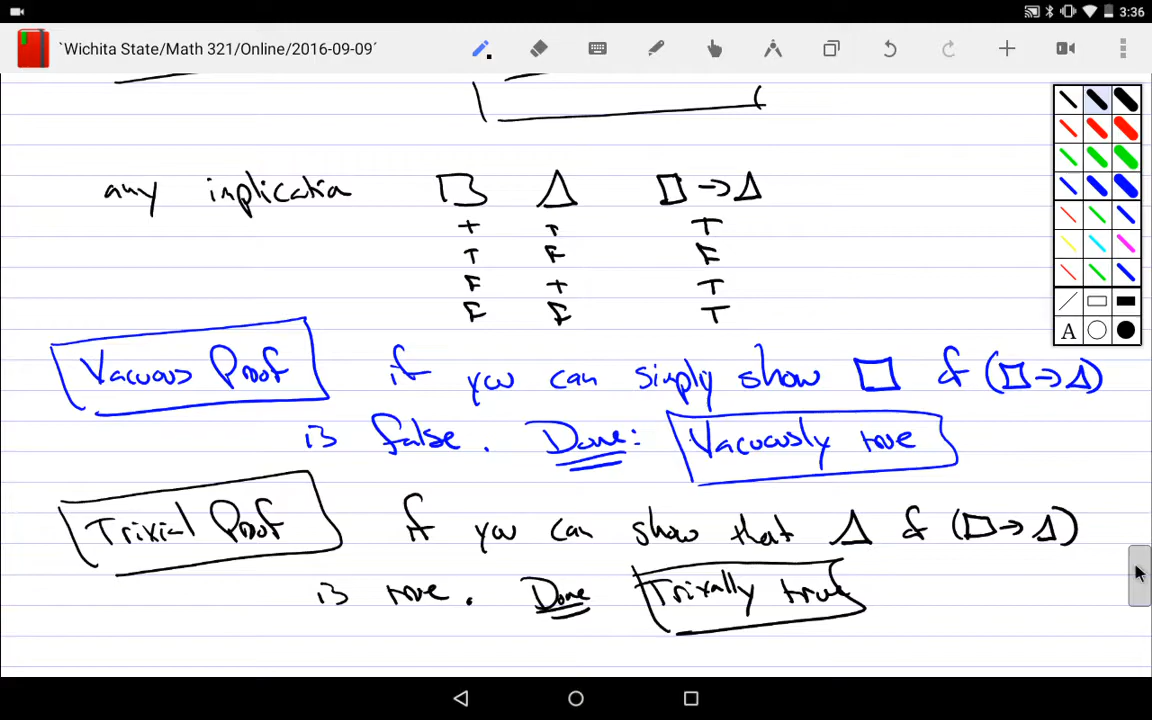 3:36
`Wichita State/Math 321/Online/2016-09-09´
any implication □ △ □→△
T T T
T F F
F T T
F F T
Vacuous Proof if you can simply show □ of (□→△)
is false. Done: Vacuously true
Trivial Proof If you can show that △ of (□→△)
is true. Done Trivally true
A